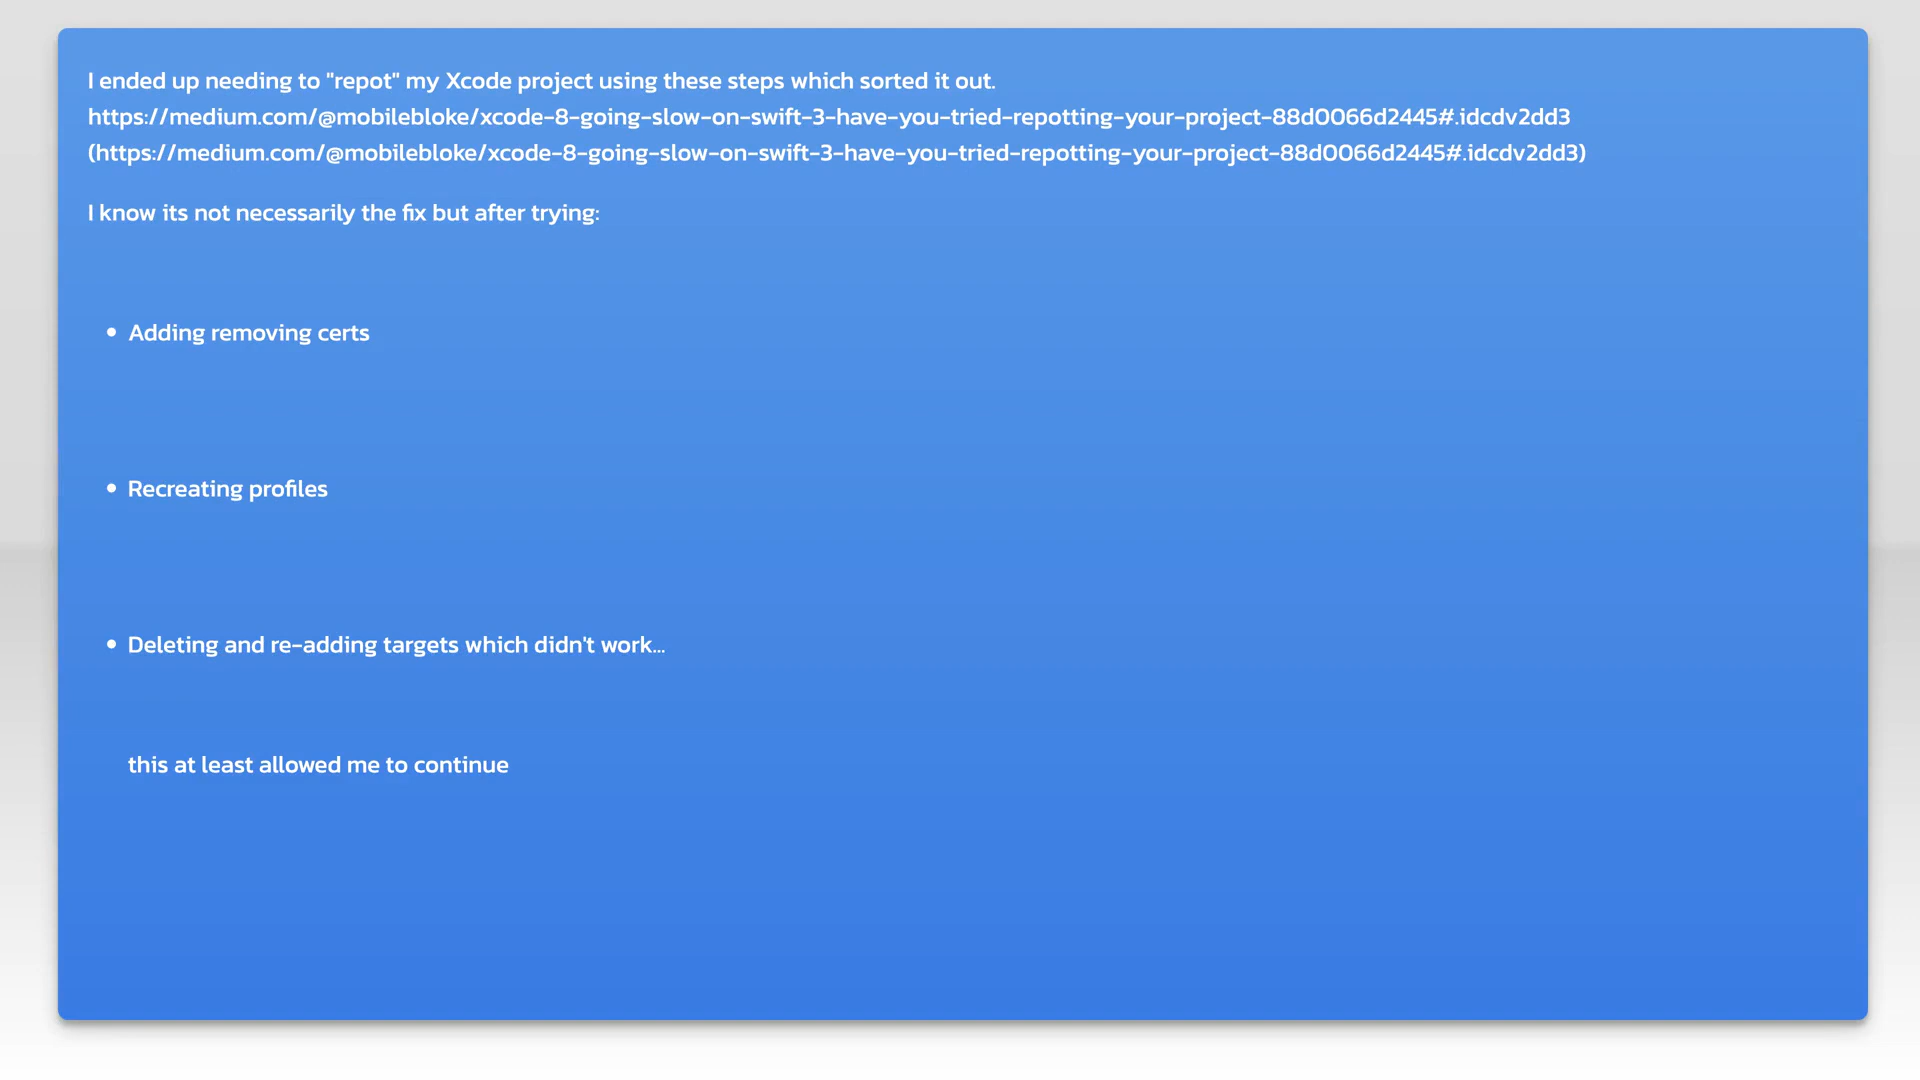 I ended up needing to "repot" my Xcode project using these steps which sorted it out.
https://medium.com/@mobilebloke/xcode-8-going-slow-on-swift-3-have-you-tried-repotting-your-project-88d0066d2445#.idcdv2dd3
(https://medium.com/@mobilebloke/xcode-8-going-slow-on-swift-3-have-you-tried-repotting-your-project-88d0066d2445#.idcdv2dd3)
I know its not necessarily the fix but after trying:
• Adding removing certs
• Recreating profiles
• Deleting and re-adding targets which didn't work...
this at least allowed me to continue